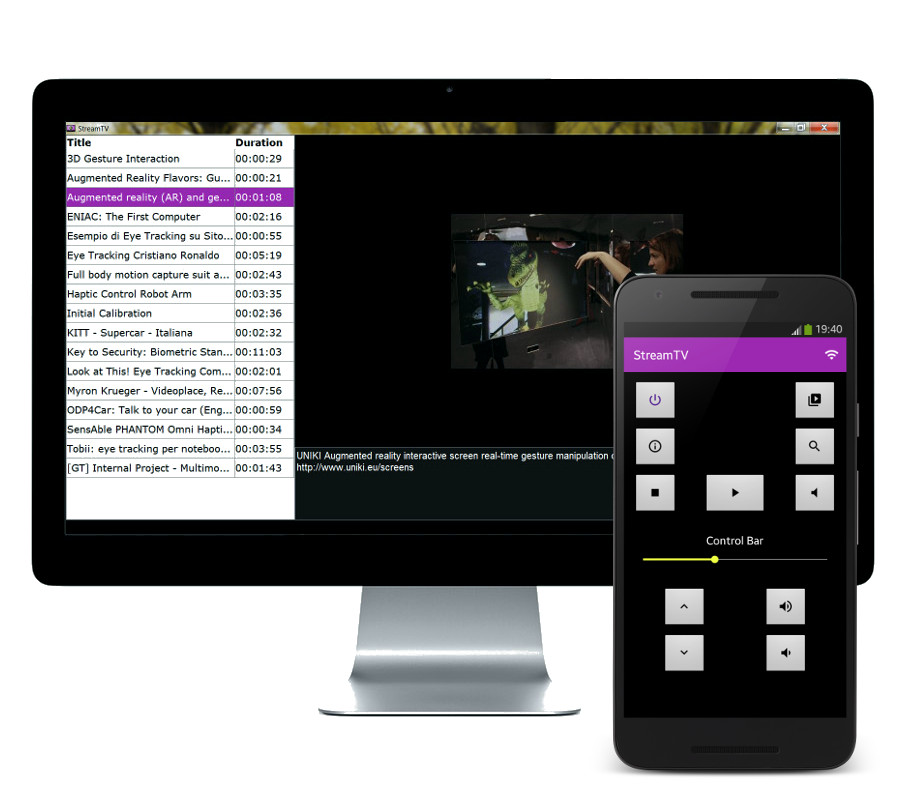 StreamTV
Title Duration
3D Gesture Interaction 00:00:29
Augmented Reality Flavors: Gu... 00:00:21
Augmented reality (AR) and ge... 00:01:08
ENIAC: The First Computer 00:02:16
Esempio di Eye Tracking su Sito... 00:00:55
Eye Tracking Cristiano Ronaldo 00:05:19
Full body motion capture suit a... 00:02:43
Haptic Control Robot Arm 00:03:35
Initial Calibration 00:02:36
KITT - Supercar - Italiana 00:02:32
Key to Security: Biometric Stan... 00:11:03
Look at This! Eye Tracking Com... 00:02:01
Myron Krueger - Videoplace, Re... 00:07:56
ODP4Car: Talk to your car (Eng... 00:00:59
SensAble PHANTOM Omni Hapti... 00:00:34
Tobii: eye tracking per noteboo... 00:03:55
[GT] Internal Project - Multimo... 00:01:43
UNIKI Augmented reality interactive screen real-time gesture manipulation
http://www.uniki.eu/screens
19:40
StreamTV
Control Bar